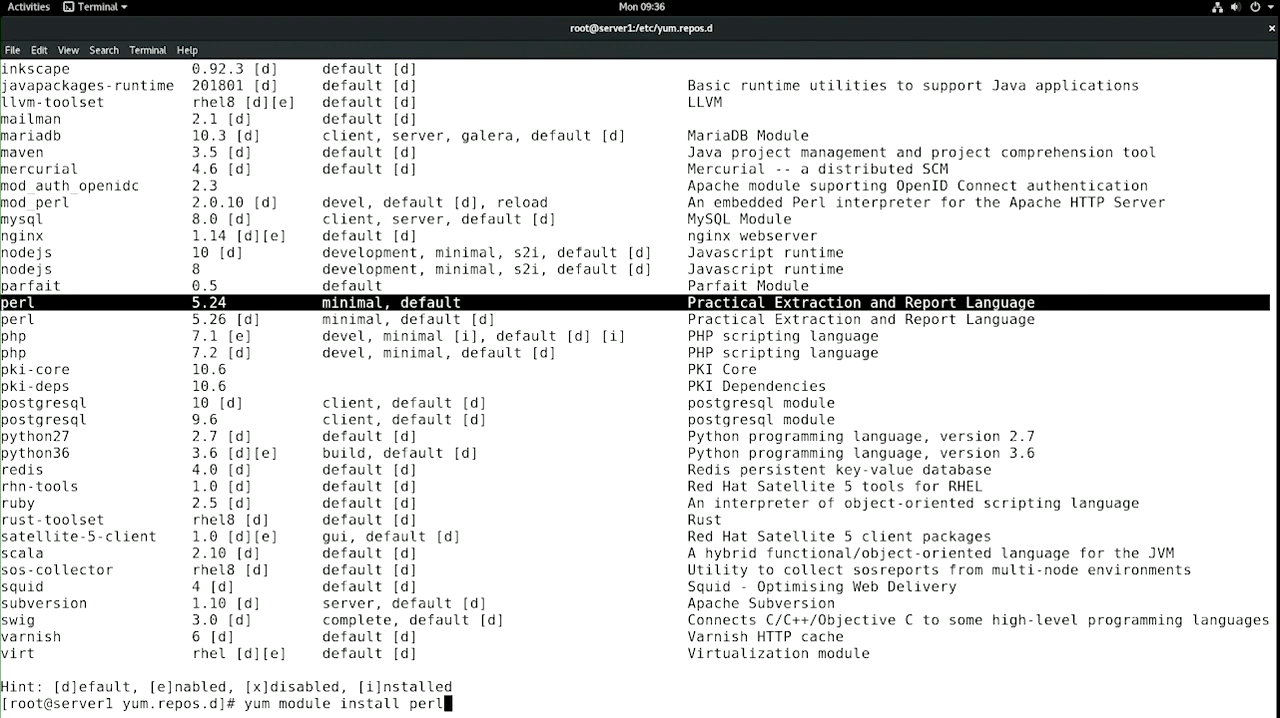 Activities Terminal Mon 09:36
root@server1:/etc/yum.repos.d ×
File Edit View Search Terminal Help
inkscape 0.92.3 [d] default [d]
javapackages-runtime 201801 [d] default [d] Basic runtime utilities to support Java applications
llvm-toolset rhel8 [d][e] default [d] LLVM
mailman 2.1 [d] default [d]
mariadb 10.3 [d] client, server, galera, default [d] MariaDB Module
maven 3.5 [d] default [d] Java project management and project comprehension tool
mercurial 4.6 [d] default [d] Mercurial -- a distributed SCM
mod_auth_openidc 2.3 Apache module suporting OpenID Connect authentication
mod_perl 2.0.10 [d] devel, default [d], reload An embedded Perl interpreter for the Apache HTTP Server
mysql 8.0 [d] client, server, default [d] MySQL Module
nginx 1.14 [d][e] default [d] nginx webserver
nodejs 10 [d] development, minimal, s2i, default [d] Javascript runtime
nodejs 8 development, minimal, s2i, default [d] Javascript runtime
parfait 0.5 default Parfait Module
perl 5.24 minimal, default Practical Extraction and Report Language
perl 5.26 [d] minimal, default [d] Practical Extraction and Report Language
php 7.1 [e] devel, minimal [i], default [d] [i] PHP scripting language
php 7.2 [d] devel, minimal, default [d] PHP scripting language
pki-core 10.6 PKI Core
pki-deps 10.6 PKI Dependencies
postgresql 10 [d] client, default [d] postgresql module
postgresql 9.6 client, default [d] postgresql module
python27 2.7 [d] default [d] Python programming language, version 2.7
python36 3.6 [d][e] build, default [d] Python programming language, version 3.6
redis 4.0 [d] default [d] Redis persistent key-value database
rhn-tools 1.0 [d] default [d] Red Hat Satellite 5 tools for RHEL
ruby 2.5 [d] default [d] An interpreter of object-oriented scripting language
rust-toolset rhel8 [d] default [d] Rust
satellite-5-client 1.0 [d][e] gui, default [d] Red Hat Satellite 5 client packages
scala 2.10 [d] default [d] A hybrid functional/object-oriented language for the JVM
sos-collector rhel8 [d] default [d] Utility to collect sosreports from multi-node environments
squid 4 [d] default [d] Squid - Optimising Web Delivery
subversion 1.10 [d] server, default [d] Apache Subversion
swig 3.0 [d] complete, default [d] Connects C/C++/Objective C to some high-level programming languages
varnish 6 [d] default [d] Varnish HTTP cache
virt rhel [d][e] default [d] Virtualization module
Hint: [d]efault, [e]nabled, [x]disabled, [i]nstalled
[root@server1 yum.repos.d]# yum module install perl